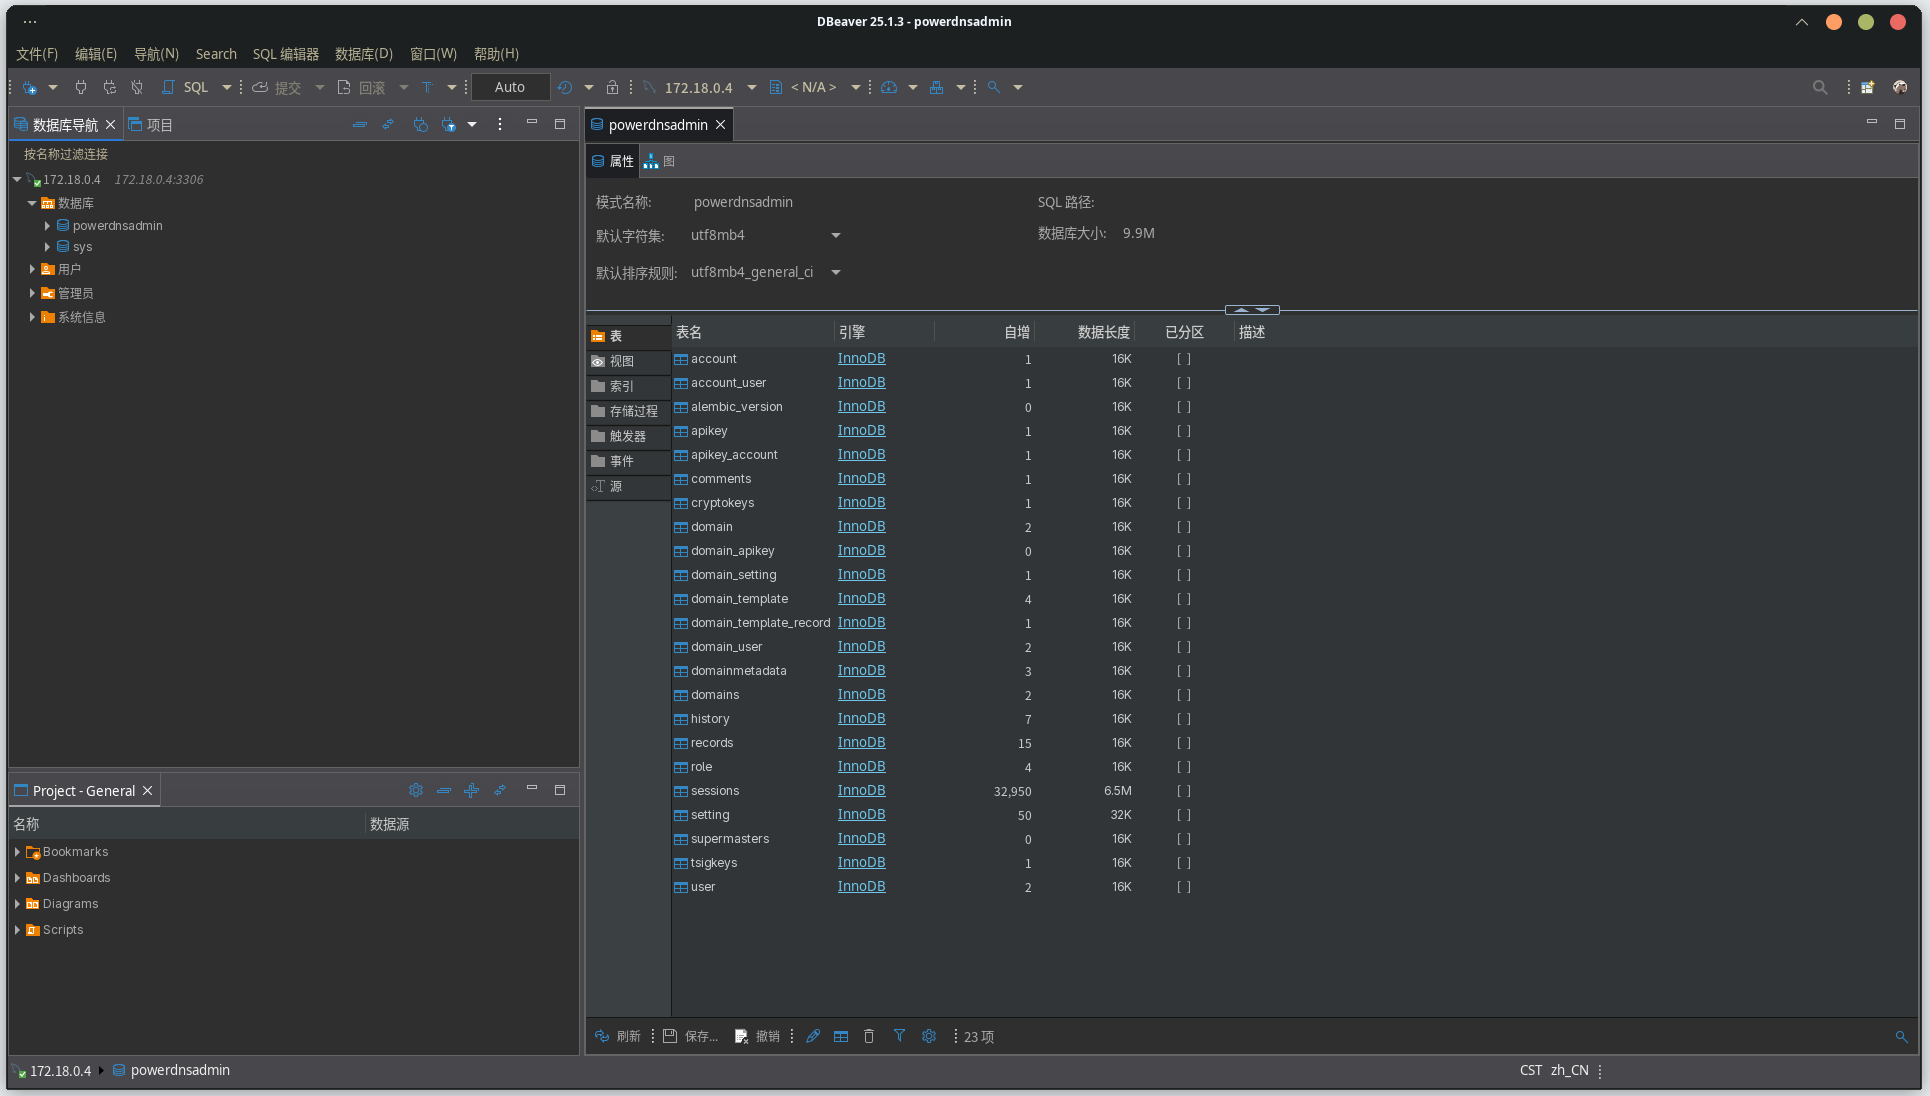 DBeaver 25.1.3 - powerdnsadmin
文件(F) 编辑(E) 导航(N) Search SQL 编辑器 数据库(D) 窗口(W) 帮助(H)
SQL 提交 回滚 T Auto 172.18.0.4 < N/A >
数据库导航 项目
按名称过滤连接
172.18.0.4 172.18.0.4:3306
数据库
powerdnsadmin
sys
用户
管理员
系统信息
Project - General
名称 数据源
Bookmarks
Dashboards
Diagrams
Scripts
powerdnsadmin
属性 图
模式名称: powerdnsadmin SQL 路径:
默认字符集: utf8mb4 数据库大小: 9.9M
默认排序规则: utf8mb4_general_ci
表
视图
索引
存储过程
触发器
事件
源
表名 引擎 自增 数据长度 已分区 描述
account InnoDB 1 16K [ ]
account_user InnoDB 1 16K [ ]
alembic_version InnoDB 0 16K [ ]
apikey InnoDB 1 16K [ ]
apikey_account InnoDB 1 16K [ ]
comments InnoDB 1 16K [ ]
cryptokeys InnoDB 1 16K [ ]
domain InnoDB 2 16K [ ]
domain_apikey InnoDB 0 16K [ ]
domain_setting InnoDB 1 16K [ ]
domain_template InnoDB 4 16K [ ]
domain_template_record InnoDB 1 16K [ ]
domain_user InnoDB 2 16K [ ]
domainmetadata InnoDB 3 16K [ ]
domains InnoDB 2 16K [ ]
history InnoDB 7 16K [ ]
records InnoDB 15 16K [ ]
role InnoDB 4 16K [ ]
sessions InnoDB 32,950 6.5M [ ]
setting InnoDB 50 32K [ ]
supermasters InnoDB 0 16K [ ]
tsigkeys InnoDB 1 16K [ ]
user InnoDB 2 16K [ ]
刷新 保存... 撤销 23 项
172.18.0.4 powerdnsadmin CST zh_CN